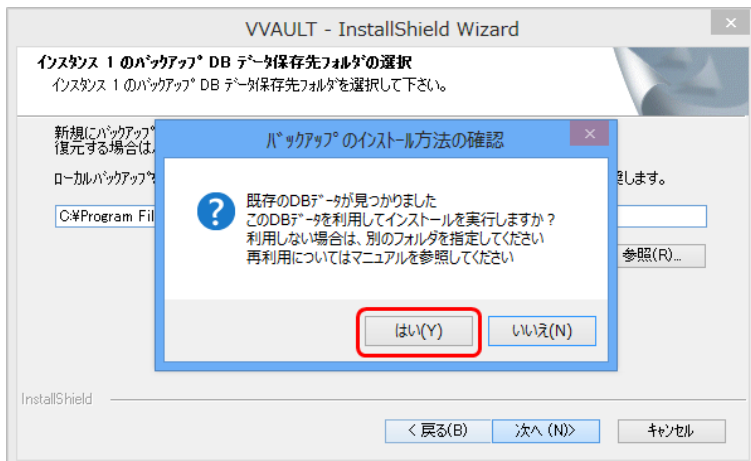 VVAULT - InstallShield Wizard
インスタンス 1 のバックアップ DB データ保存先フォルダの選択
インスタンス 1 のバックアップ DB データ保存先フォルダを選択して下さい。
新規にバックアップ
復元する場合は
ローカルバックアップ
奨します。
C:¥Program Fil
参照(R)...
バックアップのインストール方法の確認
既存のDBデータが見つかりました
このDBデータを利用してインストールを実行しますか？
利用しない場合は、別のフォルダを指定してください
再利用についてはマニュアルを参照してください
はい(Y)
いいえ(N)
InstallShield
< 戻る(B)
次へ (N)>
キャンセル